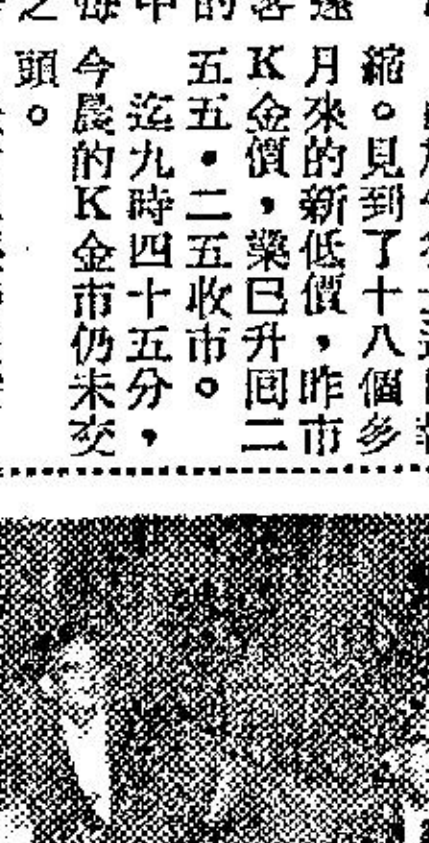 縮。見到了十八個多
月來的新低價，昨市
K金價，業已升囘二
五五・二五收市。
迄九時四十五分，
今晨的K金市仍未交
頭。